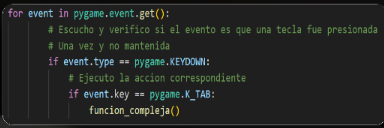 for event in pygame.event.get():
# Escucho y verifico si el evento es que una tecla fue presionada
# Una vez y no mantenida
if event.type == pygame.KEYDOWN:
# Ejecuto la accion correspondiente
if event.key == pygame.K_TAB:
funcion_compleja()